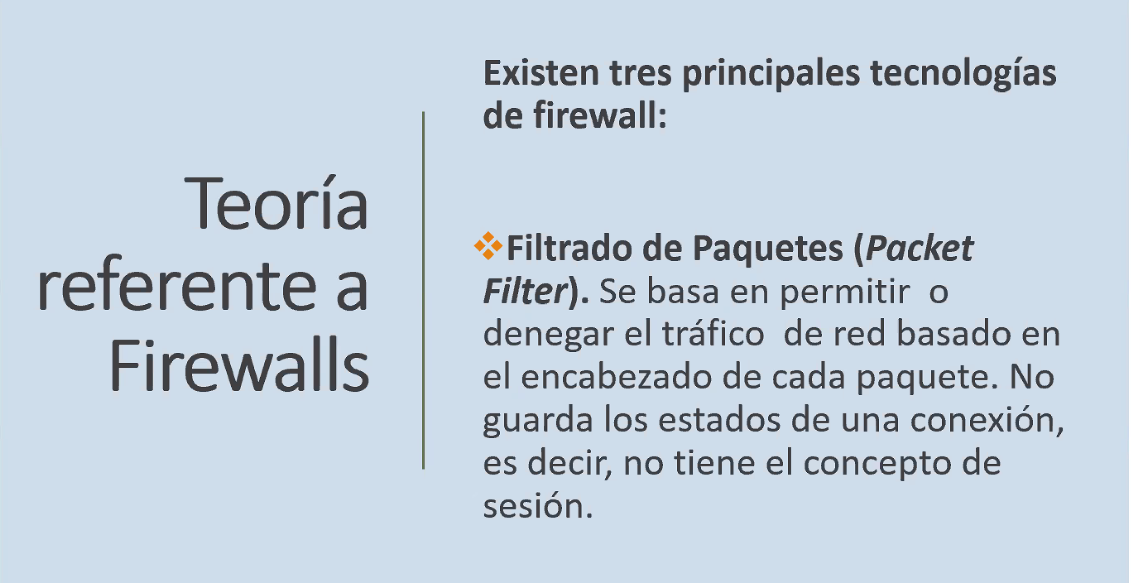 Teoría
referente a
Firewalls
Existen tres principales tecnologías
de firewall:
❖Filtrado de Paquetes (Packet
Filter). Se basa en permitir  o
denegar el tráfico  de red basado en
el encabezado de cada paquete. No
guarda los estados de una conexión,
es decir, no tiene el concepto de
sesión.